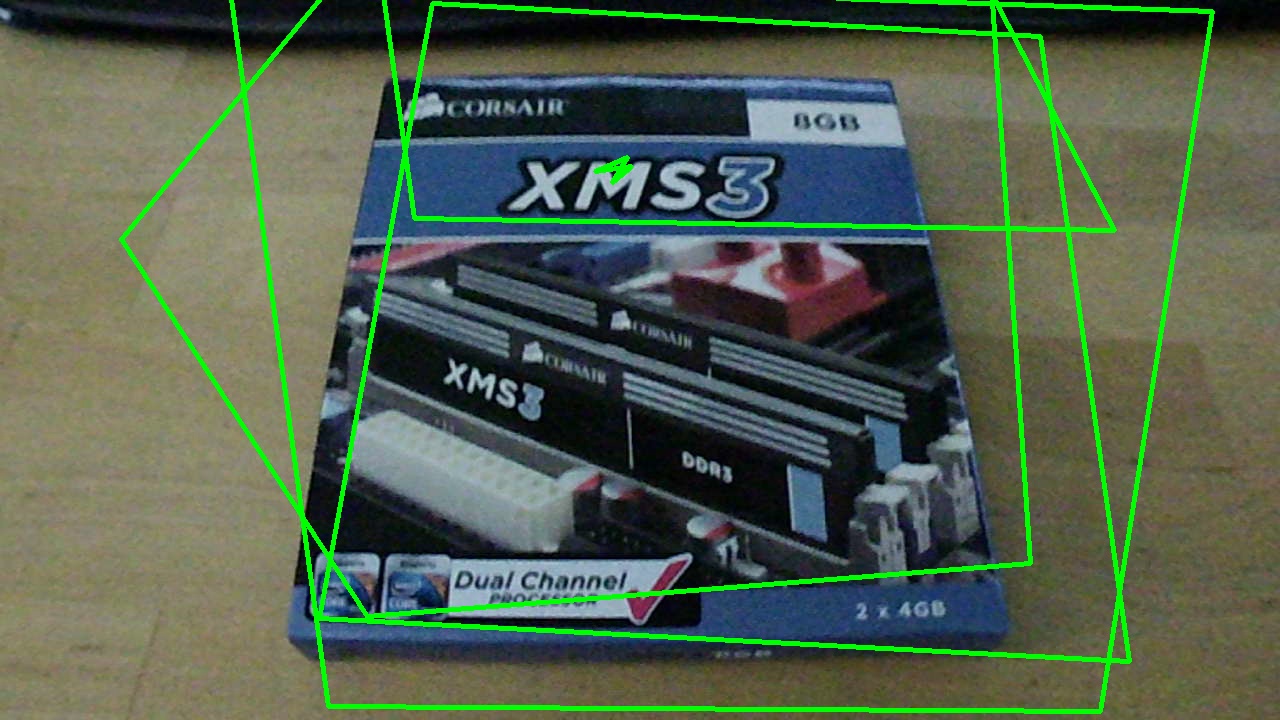 CORSAIR
8GB
XMS3
CORSAIR
CORSAIR
XMS3
DDR3
Dual Channel
PROCESSOR
2 x 4GB